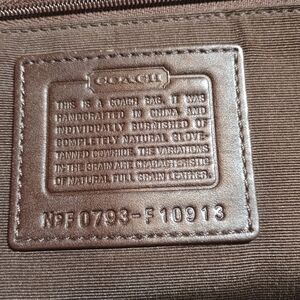 COACH
THIS IS A COACH BAG. IT WAS
HANDCRAFTED IN CHINA AND
INDIVIDUALLY BURNISHED OF
COMPLETELY NATURAL GLOVE-
TANNED COWHIDE. THE VARIATIONS
IN THE GRAIN ARE CHARACTERISTIC
OF NATURAL FULL GRAIN LEATHER.
NPF0793-F10913